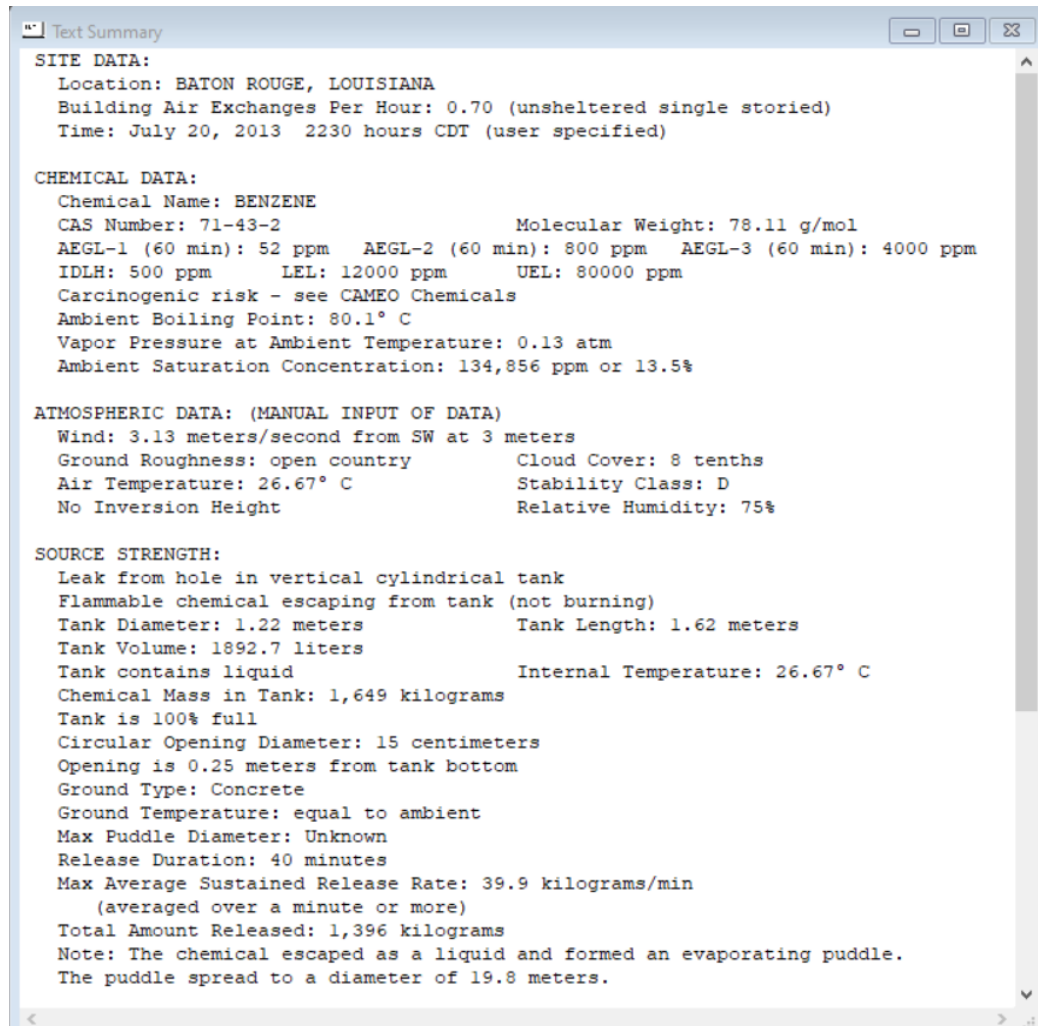 Text Summary
SITE DATA:
Location: BATON ROUGE, LOUISIANA
Building Air Exchanges Per Hour: 0.70 (unsheltered single storied)
Time: July 20, 2013  2230 hours CDT (user specified)
CHEMICAL DATA:
Chemical Name: BENZENE
CAS Number: 71-43-2 Molecular Weight: 78.11 g/mol
AEGL-1 (60 min): 52 ppm   AEGL-2 (60 min): 800 ppm   AEGL-3 (60 min): 4000 ppm
IDLH: 500 ppm LEL: 12000 ppm UEL: 80000 ppm
Carcinogenic risk - see CAMEO Chemicals
Ambient Boiling Point: 80.1° C
Vapor Pressure at Ambient Temperature: 0.13 atm
Ambient Saturation Concentration: 134,856 ppm or 13.5%
ATMOSPHERIC DATA: (MANUAL INPUT OF DATA)
Wind: 3.13 meters/second from SW at 3 meters
Ground Roughness: open country Cloud Cover: 8 tenths
Air Temperature: 26.67° C Stability Class: D
No Inversion Height Relative Humidity: 75%
SOURCE STRENGTH:
Leak from hole in vertical cylindrical tank
Flammable chemical escaping from tank (not burning)
Tank Diameter: 1.22 meters Tank Length: 1.62 meters
Tank Volume: 1892.7 liters
Tank contains liquid Internal Temperature: 26.67° C
Chemical Mass in Tank: 1,649 kilograms
Tank is 100% full
Circular Opening Diameter: 15 centimeters
Opening is 0.25 meters from tank bottom
Ground Type: Concrete
Ground Temperature: equal to ambient
Max Puddle Diameter: Unknown
Release Duration: 40 minutes
Max Average Sustained Release Rate: 39.9 kilograms/min
(averaged over a minute or more)
Total Amount Released: 1,396 kilograms
Note: The chemical escaped as a liquid and formed an evaporating puddle.
The puddle spread to a diameter of 19.8 meters.